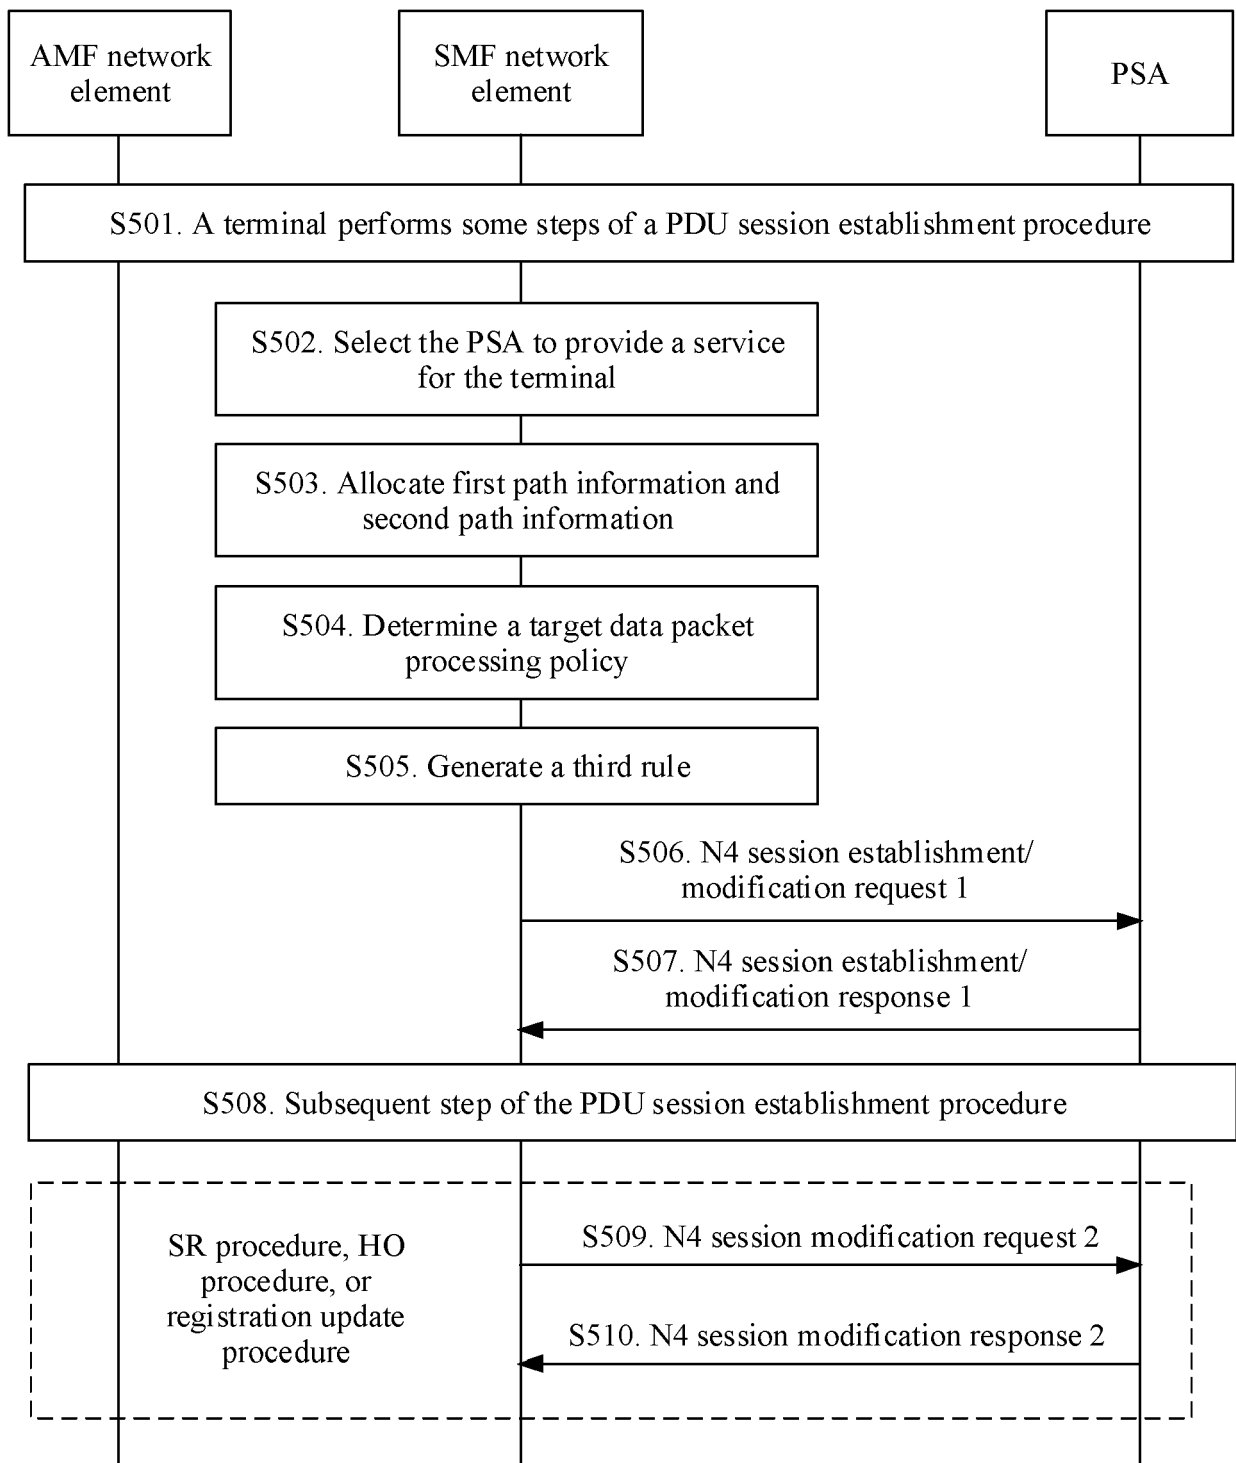 AMF network
element
SMF network
element
PSA
S501. A terminal performs some steps of a PDU session establishment procedure
S502. Select the PSA to provide a service
for the terminal
S503. Allocate first path information and
second path information
S504. Determine a target data packet
processing policy
S505. Generate a third rule
S506. N4 session establishment/
modification request 1
S507. N4 session establishment/
modification response 1
S508. Subsequent step of the PDU session establishment procedure
SR procedure, HO
procedure, or
registration update
procedure
S509. N4 session modification request 2
S510. N4 session modification response 2